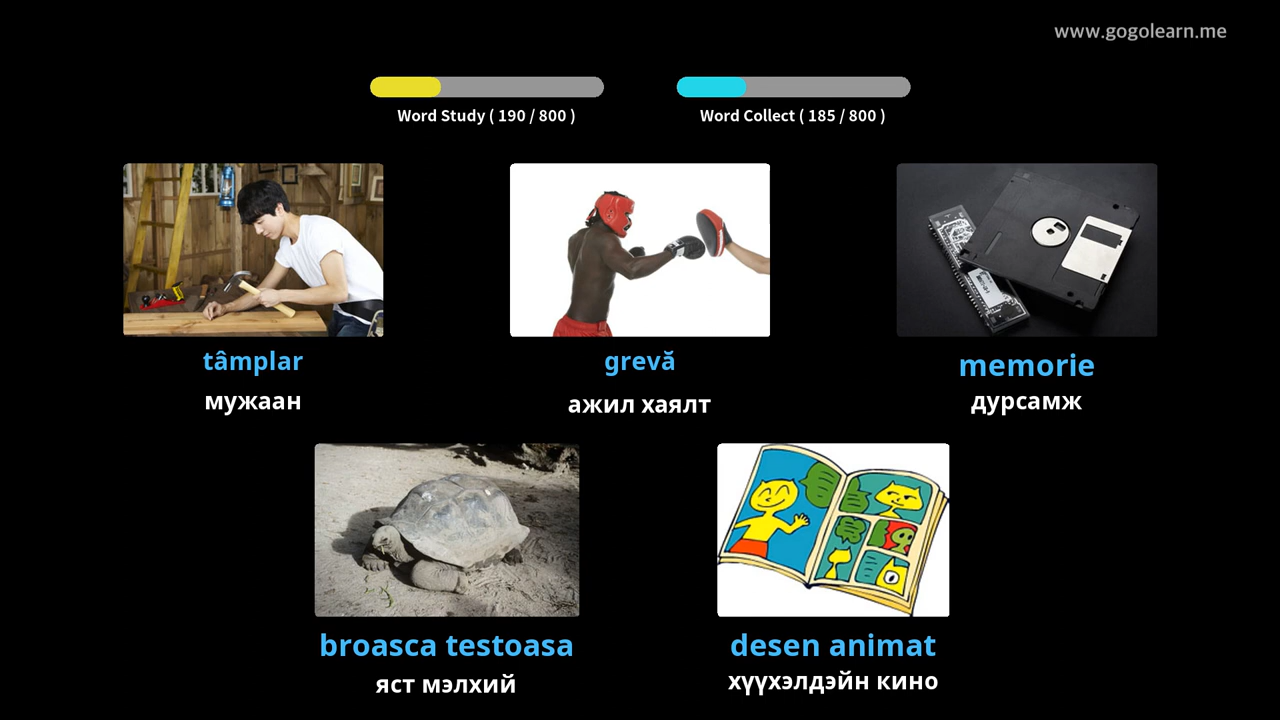 www.gogolearn.me
Word Study ( 190 / 800 )
Word Collect ( 185 / 800 )
tâmplar
мужаан
grevă
ажил хаялт
memorie
дурсамж
broasca testoasa
яст мэлхий
desen animat
хүүхэлдэйн кино